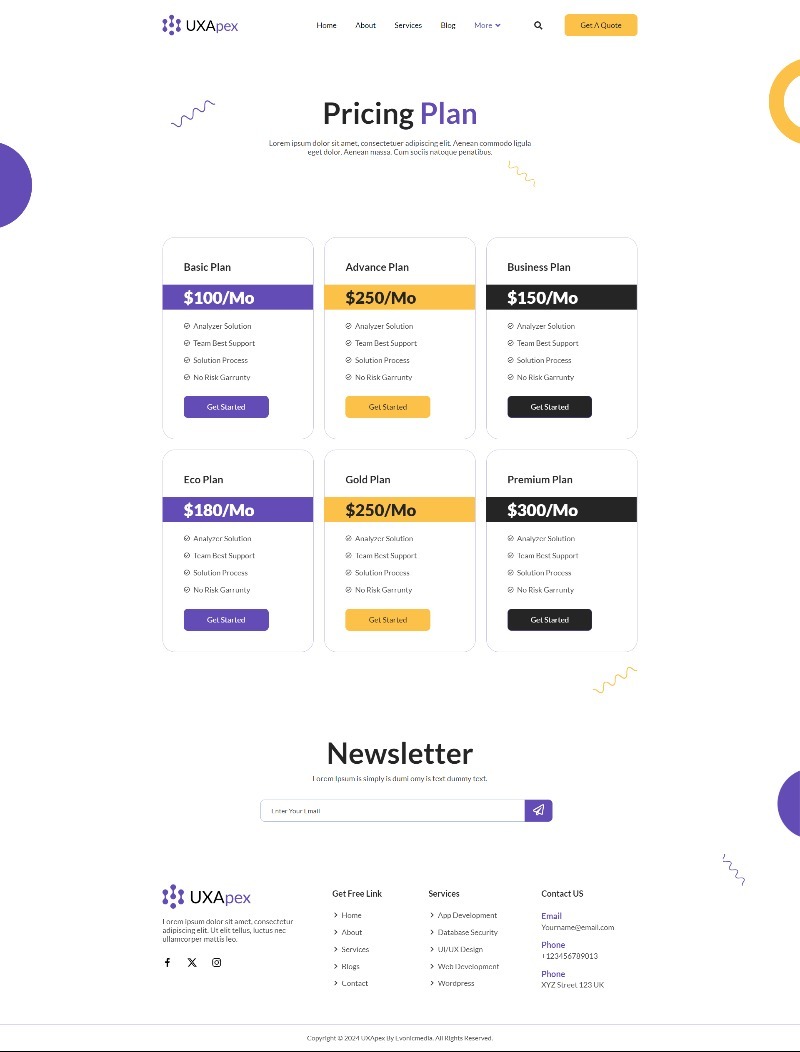 UXApex
Home About Services Blog More Get A Quote
Pricing Plan
Lorem ipsum dolor sit amet, consectetuer adipiscing elit. Aenean commodo ligula
eget dolor. Aenean massa. Cum sociis natoque penatibus.
Basic Plan
$100/Mo
Analyzer Solution
Team Best Support
Solution Process
No Risk Garrunty
Get Started
Advance Plan
$250/Mo
Analyzer Solution
Team Best Support
Solution Process
No Risk Garrunty
Get Started
Business Plan
$150/Mo
Analyzer Solution
Team Best Support
Solution Process
No Risk Garrunty
Get Started
Eco Plan
$180/Mo
Analyzer Solution
Team Best Support
Solution Process
No Risk Garrunty
Get Started
Gold Plan
$250/Mo
Analyzer Solution
Team Best Support
Solution Process
No Risk Garrunty
Get Started
Premium Plan
$300/Mo
Analyzer Solution
Team Best Support
Solution Process
No Risk Garrunty
Get Started
Newsletter
Lorem Ipsum is simply is dumi omy is text dummy text.
Enter Your Email
UXApex
Lorem ipsum dolor sit amet, consectetur
adipiscing elit. Ut elit tellus, luctus nec
ullamcorper mattis leo.
Get Free Link
Home
About
Services
Blogs
Contact
Services
App Development
Database Security
UI/UX Design
Web Development
Wordpress
Contact US
Email
Yourname@email.com
Phone
+123456789013
Phone
XYZ Street 123 UK
Copyright © 2024 UXApex By Evonicmedia. All Rights Reserved.